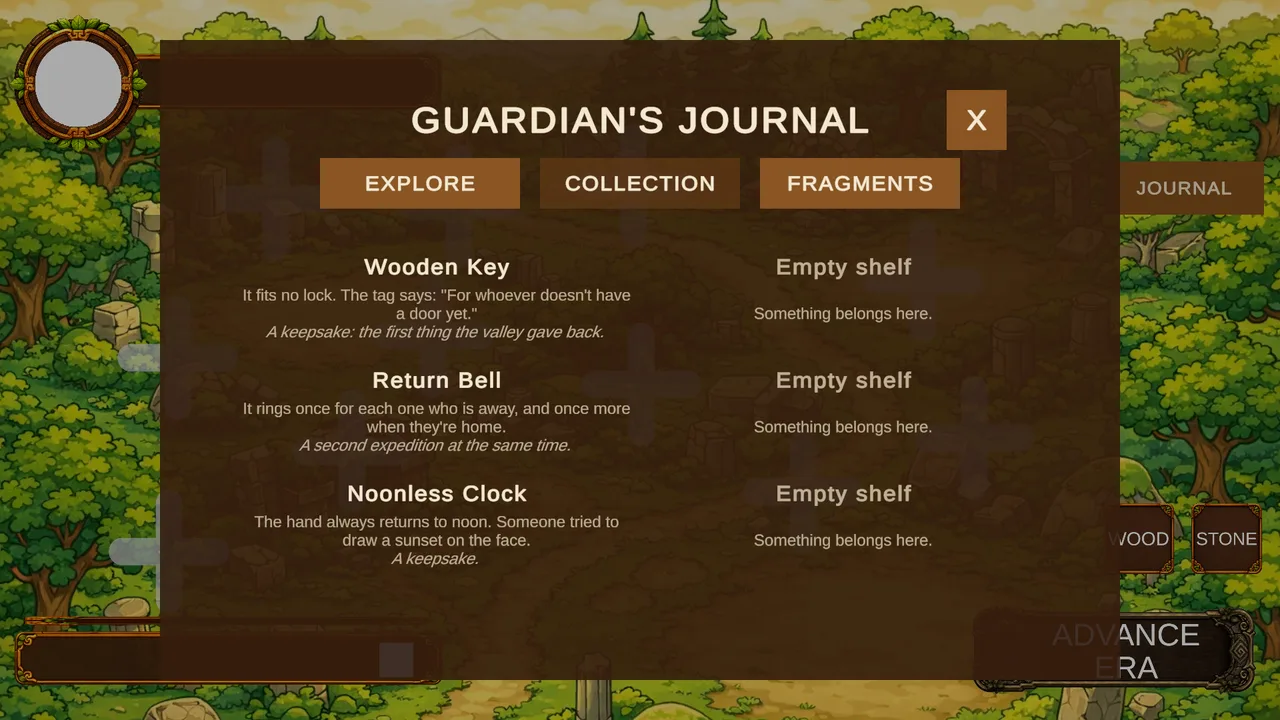 GUARDIAN'S JOURNAL
X
EXPLORE
COLLECTION
FRAGMENTS
JOURNAL
Wooden Key
It fits no lock. The tag says: "For whoever doesn't have
a door yet."
A keepsake: the first thing the valley gave back.
Empty shelf
Something belongs here.
Return Bell
It rings once for each one who is away, and once more
when they're home.
A second expedition at the same time.
Empty shelf
Something belongs here.
Noonless Clock
The hand always returns to noon. Someone tried to
draw a sunset on the face.
A keepsake.
Empty shelf
Something belongs here.
WOOD
STONE
ADVANCE
ERA